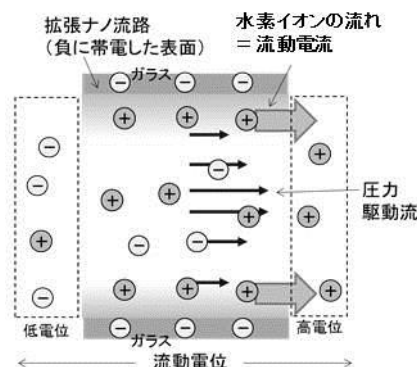 拡張ナノ流路
(負に帯電した表面)
水素イオンの流れ
= 流動電流
ガラス
圧力
駆動流
低電位
ガラス
高電位
流動電位